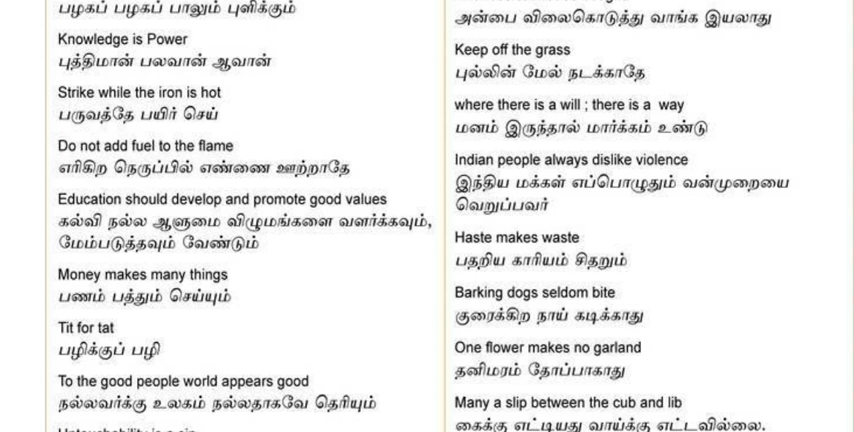 பழகப் பழகப் பாலும் புளிக்கும்
Knowledge is Power
புத்திமான் பலவான் ஆவான்
Strike while the iron is hot
பருவத்தே பயிர் செய்
Do not add fuel to the flame
எரிகிற நெருப்பில் எண்ணை ஊற்றாதே
Education should develop and promote good values
கல்வி நல்ல ஆளுமை விழுமங்களை வளர்க்கவும்,
மேம்படுத்தவும் வேண்டும்
Money makes many things
பணம் பத்தும் செய்யும்
Tit for tat
பழிக்குப் பழி
To the good people world appears good
நல்லவர்க்கு உலகம் நல்லதாகவே தெரியும்
அன்பை விலைகொடுத்து வாங்க இயலாது
Keep off the grass
புல்லின் மேல் நடக்காதே
where there is a will ; there is a way
மனம் இருந்தால் மார்க்கம் உண்டு
Indian people always dislike violence
இந்திய மக்கள் எப்பொழுதும் வன்முறையை
வெறுப்பவர்
Haste makes waste
பதறிய காரியம் சிதறும்
Barking dogs seldom bite
குரைக்கிற நாய் கடிக்காது
One flower makes no garland
தனிமரம் தோப்பாகாது
Many a slip between the cub and lib
கைக்கு எட்டியது வாய்க்கு எட்டவில்லை.